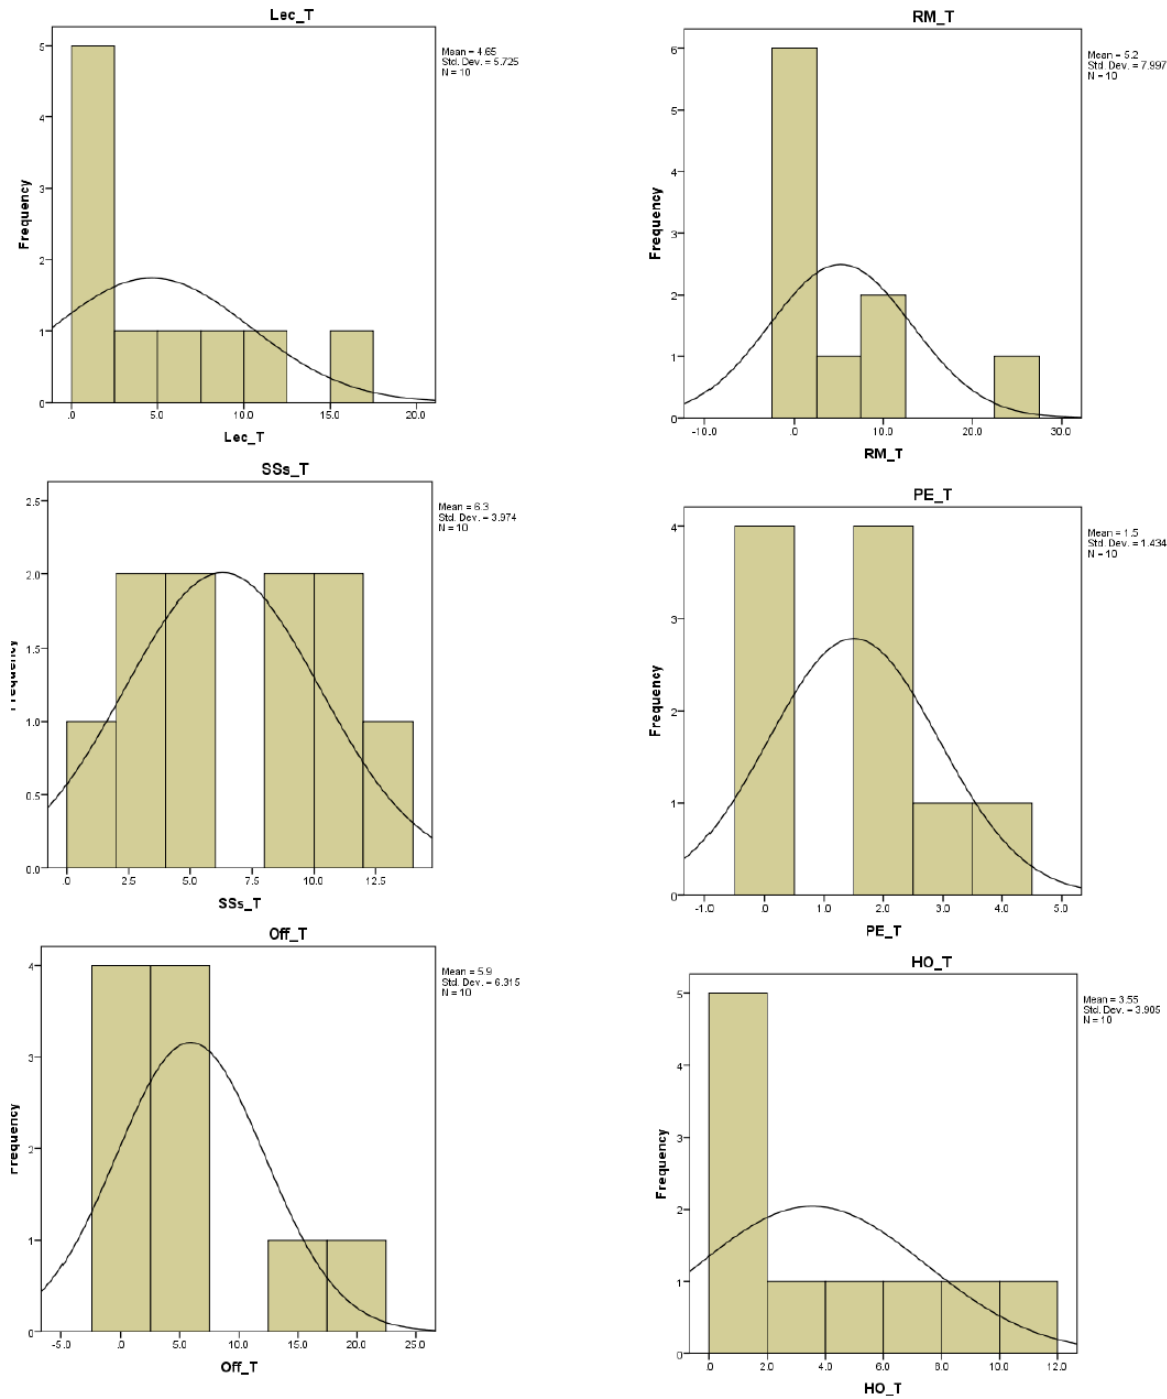 Lec_T
Mean = 4.65
Std. Dev. = 5.725
N = 10
Frequency
5
4
3
2
1
0
.0 5.0 10.0 15.0 20.0
Lec_T
RM_T
Mean = 5.2
Std. Dev. = 7.997
N = 10
Frequency
6
5
4
3
2
1
0
-10.0 .0 10.0 20.0 30.0
RM_T
SSs_T
Mean = 6.3
Std. Dev. = 3.974
N = 10
Frequency
2.5
2.0
1.5
1.0
0.5
0.0
.0 2.5 5.0 7.5 10.0 12.5
SSs_T
PE_T
Mean = 1.5
Std. Dev. = 1.434
N = 10
Frequency
4
3
2
1
0
-1.0 .0 1.0 2.0 3.0 4.0 5.0
PE_T
Off_T
Mean = 5.9
Std. Dev. = 6.315
N = 10
Frequency
4
3
2
1
0
-5.0 .0 5.0 10.0 15.0 20.0 25.0
Off_T
HO_T
Mean = 3.55
Std. Dev. = 3.905
N = 10
Frequency
5
4
3
2
1
0
.0 2.0 4.0 6.0 8.0 10.0 12.0
HO_T